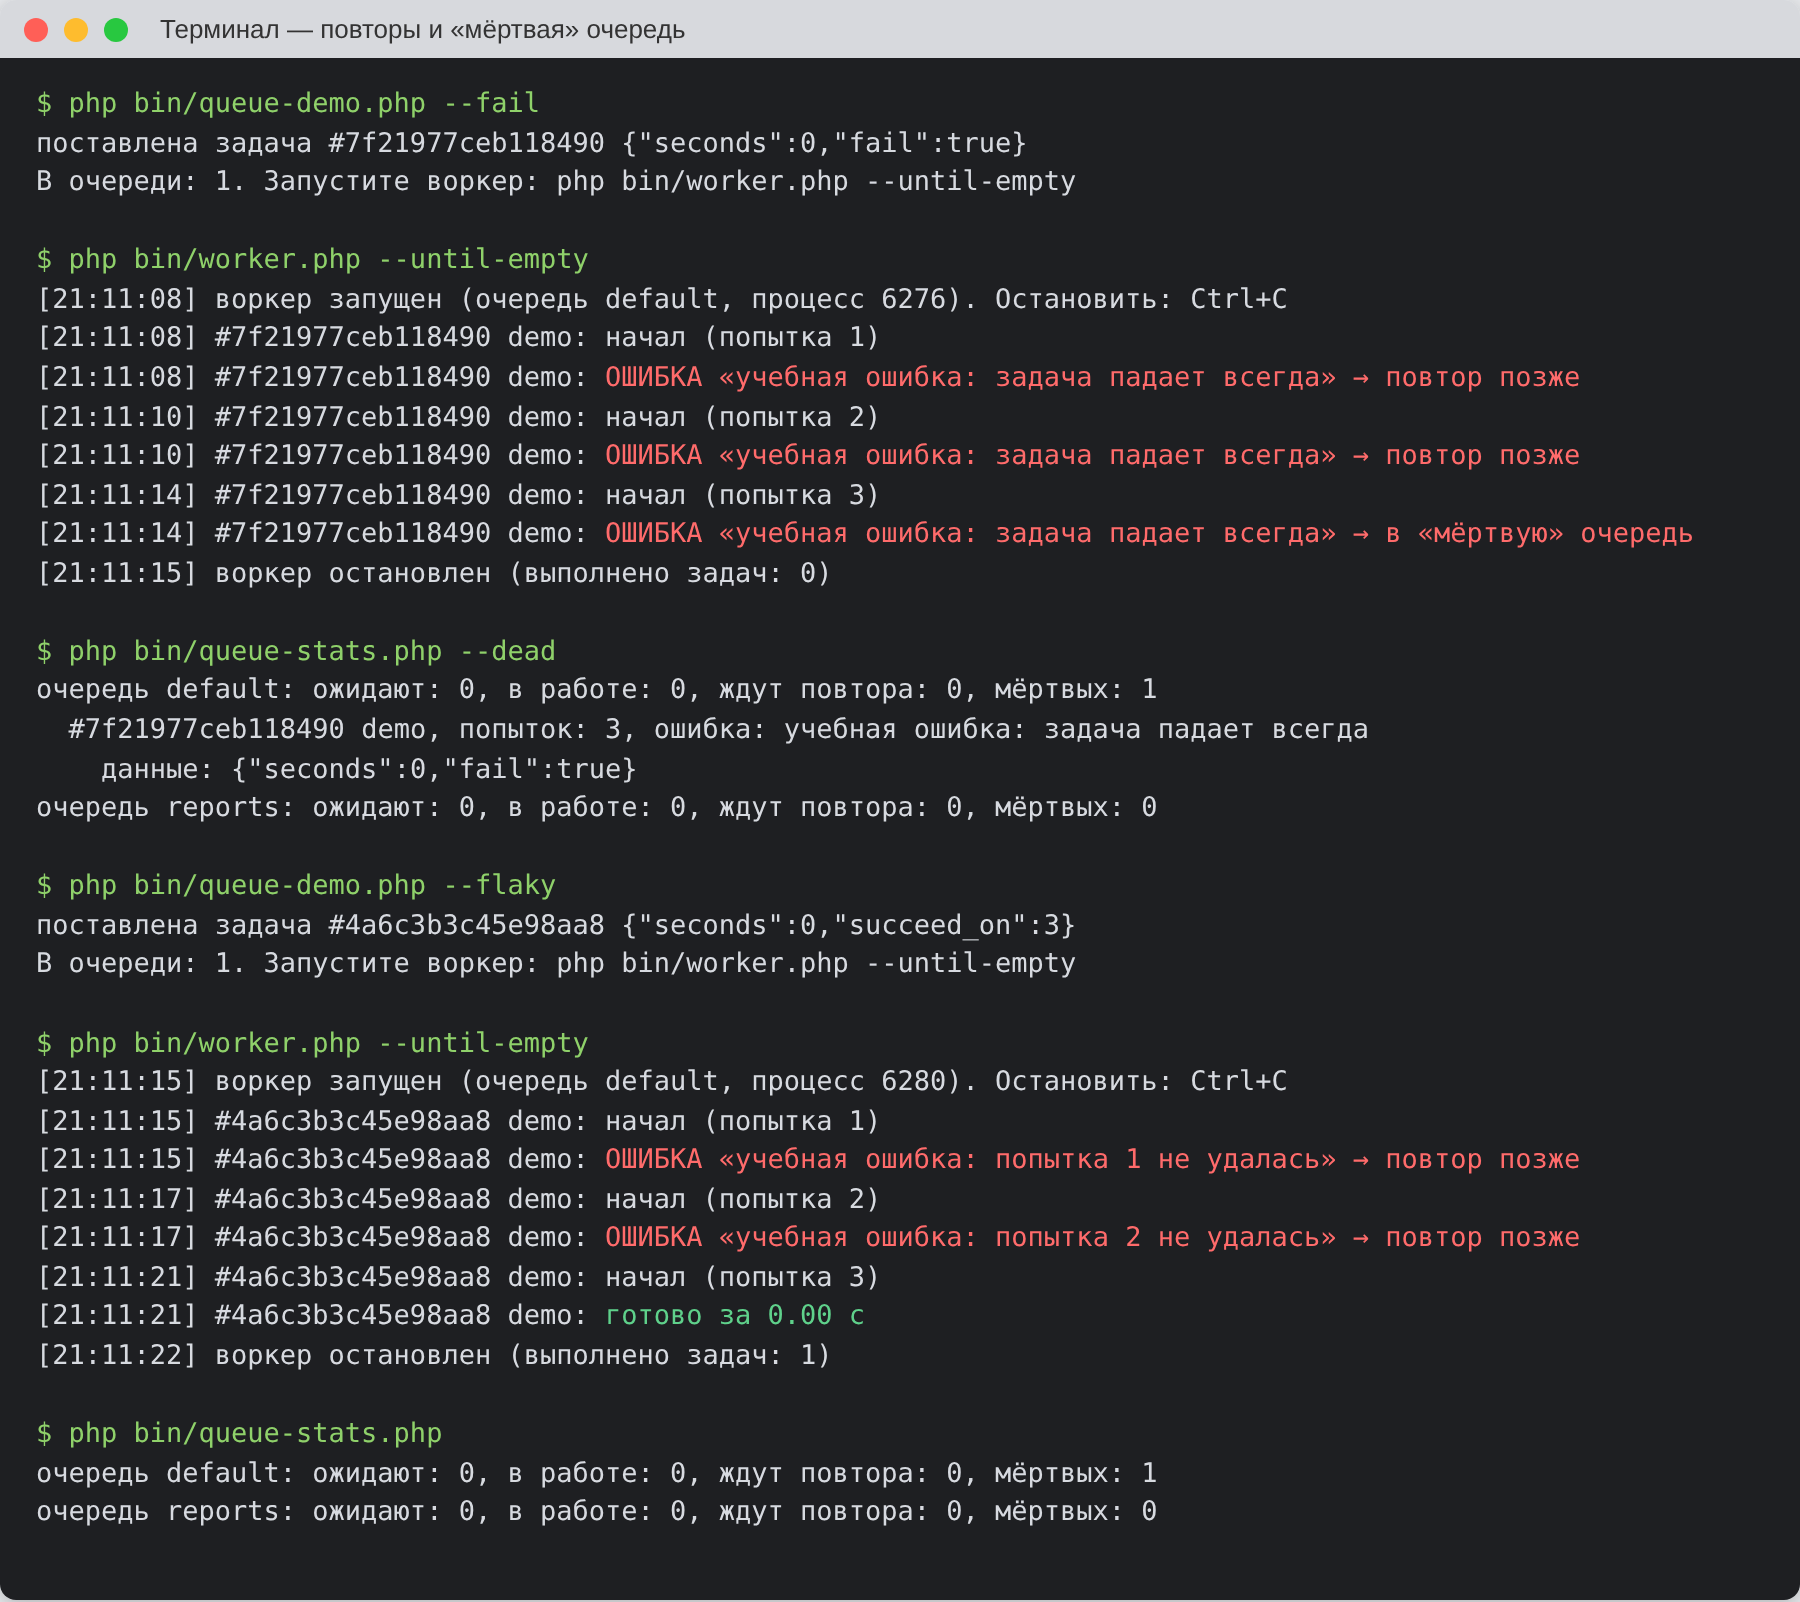 Терминал — повторы и «мёртвая» очередь
$ php bin/queue-demo.php --fail
поставлена задача #7f21977ceb118490 {"seconds":0,"fail":true}
В очереди: 1. Запустите воркер: php bin/worker.php --until-empty
$ php bin/worker.php --until-empty
[21:11:08] воркер запущен (очередь default, процесс 6276). Остановить: Ctrl+C
[21:11:08] #7f21977ceb118490 demo: начал (попытка 1)
[21:11:08] #7f21977ceb118490 demo: ОШИБКА «учебная ошибка: задача падает всегда» → повтор позже
[21:11:10] #7f21977ceb118490 demo: начал (попытка 2)
[21:11:10] #7f21977ceb118490 demo: ОШИБКА «учебная ошибка: задача падает всегда» → повтор позже
[21:11:14] #7f21977ceb118490 demo: начал (попытка 3)
[21:11:14] #7f21977ceb118490 demo: ОШИБКА «учебная ошибка: задача падает всегда» → в «мёртвую» очередь
[21:11:15] воркер остановлен (выполнено задач: 0)
$ php bin/queue-stats.php --dead
очередь default: ожидают: 0, в работе: 0, ждут повтора: 0, мёртвых: 1
  #7f21977ceb118490 demo, попыток: 3, ошибка: учебная ошибка: задача падает всегда
    данные: {"seconds":0,"fail":true}
очередь reports: ожидают: 0, в работе: 0, ждут повтора: 0, мёртвых: 0
$ php bin/queue-demo.php --flaky
поставлена задача #4a6c3b3c45e98aa8 {"seconds":0,"succeed_on":3}
В очереди: 1. Запустите воркер: php bin/worker.php --until-empty
$ php bin/worker.php --until-empty
[21:11:15] воркер запущен (очередь default, процесс 6280). Остановить: Ctrl+C
[21:11:15] #4a6c3b3c45e98aa8 demo: начал (попытка 1)
[21:11:15] #4a6c3b3c45e98aa8 demo: ОШИБКА «учебная ошибка: попытка 1 не удалась» → повтор позже
[21:11:17] #4a6c3b3c45e98aa8 demo: начал (попытка 2)
[21:11:17] #4a6c3b3c45e98aa8 demo: ОШИБКА «учебная ошибка: попытка 2 не удалась» → повтор позже
[21:11:21] #4a6c3b3c45e98aa8 demo: начал (попытка 3)
[21:11:21] #4a6c3b3c45e98aa8 demo: готово за 0.00 с
[21:11:22] воркер остановлен (выполнено задач: 1)
$ php bin/queue-stats.php
очередь default: ожидают: 0, в работе: 0, ждут повтора: 0, мёртвых: 1
очередь reports: ожидают: 0, в работе: 0, ждут повтора: 0, мёртвых: 0